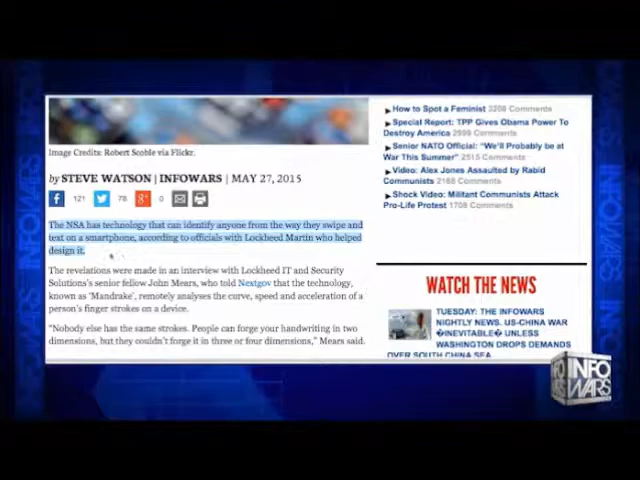 Image Credits: Robert Scoble via Flickr.
by STEVE WATSON | INFOWARS | MAY 27, 2015
121
78
0
The NSA has technology that can identify anyone from the way they swipe and
text on a smartphone, according to officials with Lockheed Martin who helped
design it.
The revelations were made in an interview with Lockheed IT and Security
Solutions's senior fellow John Mears, who told Nextgov that the technology,
known as 'Mandrake', remotely analyses the curve, speed and acceleration of a
person's finger strokes on a device.
"Nobody else has the same strokes. People can forge your handwriting in two
dimensions, but they couldn't forge it in three or four dimensions," Mears said.
How to Spot a Feminist 3208 Comments
Special Report: TPP Gives Obama Power To
Destroy America 2999 Comments
Senior NATO Official: "We'll Probably be at
War This Summer" 2515 Comments
Video: Alex Jones Assaulted by Rabid
Communists 2168 Comments
Shock Video: Militant Communists Attack
Pro-Life Protest 1708 Comments
WATCH THE NEWS
TUESDAY: THE INFOWARS
NIGHTLY NEWS. US-CHINA WAR
�INEVITABLE� UNLESS
WASHINGTON DROPS DEMANDS
OVER SOUTH CHINA SEA
INFO
WARS